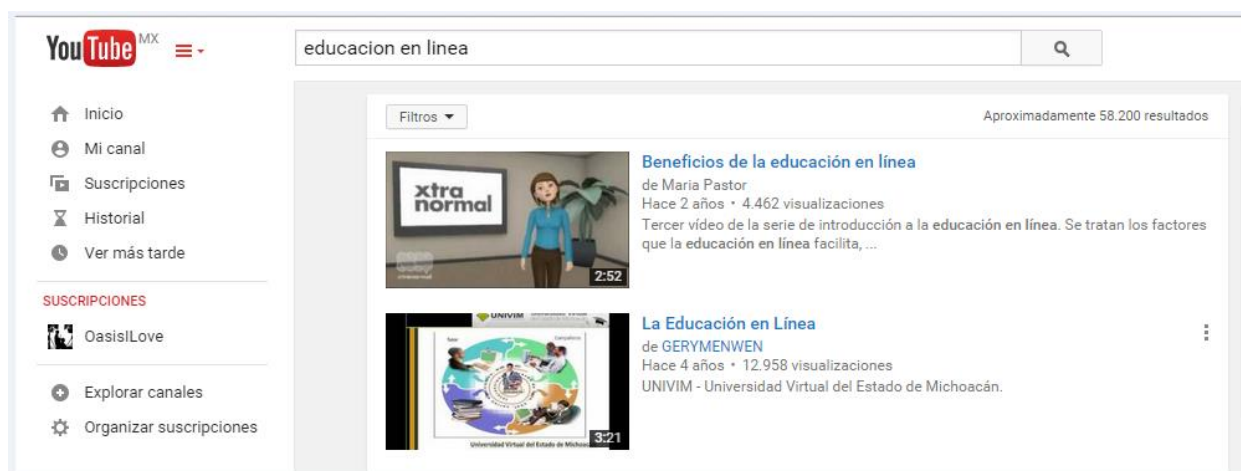 YouTube MX
educacion en linea
Inicio
Mi canal
Suscripciones
Historial
Ver más tarde
SUSCRIPCIONES
OasisILove
Explorar canales
Organizar suscripciones
Filtros
Aproximadamente 58.200 resultados
xtra
normal
2:52
Beneficios de la educación en línea
de Maria Pastor
Hace 2 años • 4.462 visualizaciones
Tercer vídeo de la serie de introducción a la educación en línea. Se tratan los factores
que la educación en línea facilita, ...
UNIVIM
Universidad Virtual del Estado de Michoacán
3:21
La Educación en Línea
de GERYMENWEN
Hace 4 años • 12.958 visualizaciones
UNIVIM - Universidad Virtual del Estado de Michoacán.